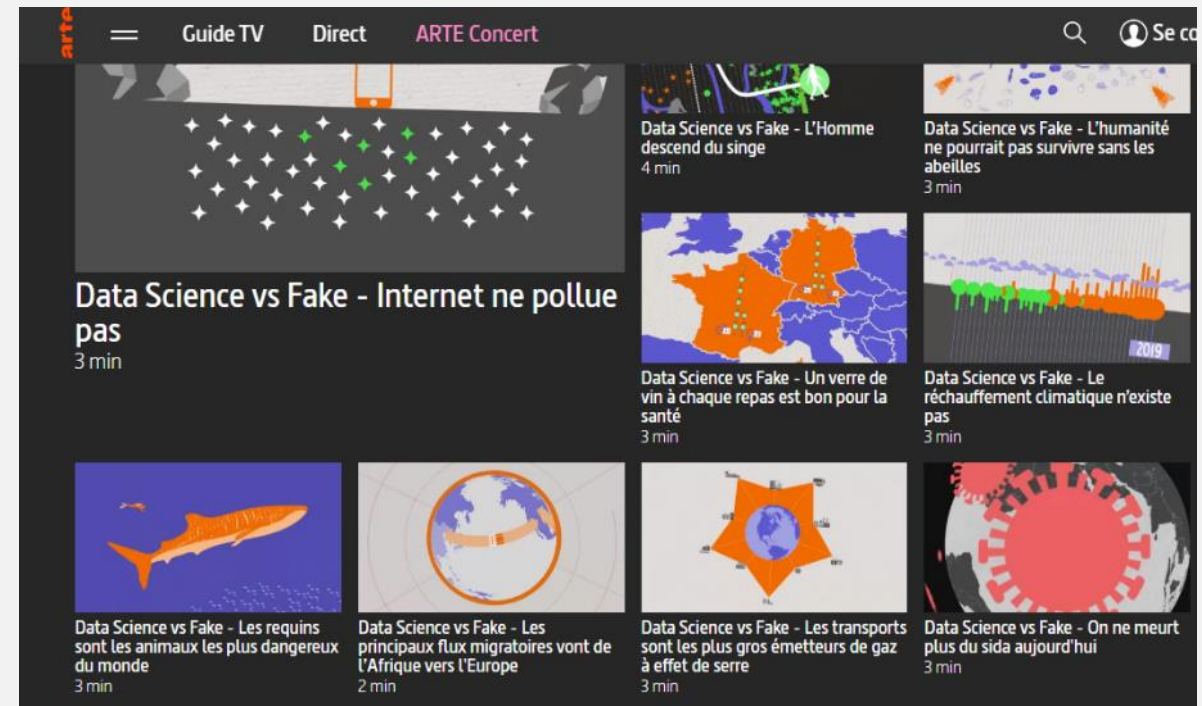 arte
Guide TV
Direct
ARTE Concert
Se co
Data Science vs Fake - L'Homme
descend du singe
4 min
Data Science vs Fake - L'humanité
ne pourrait pas survivre sans les
abeilles
3 min
Data Science vs Fake - Internet ne pollue
pas
3 min
Data Science vs Fake - Un verre de
vin à chaque repas est bon pour la
santé
3 min
2019
Data Science vs Fake - Le
réchauffement climatique n'existe
pas
3 min
Data Science vs Fake - Les requins
sont les animaux les plus dangereux
du monde
3 min
Data Science vs Fake - Les
principaux flux migratoires vont de
l'Afrique vers l'Europe
2 min
Data Science vs Fake - Les transports
sont les plus gros émetteurs de gaz
à effet de serre
3 min
Data Science vs Fake - On ne meurt
plus du sida aujourd'hui
3 min